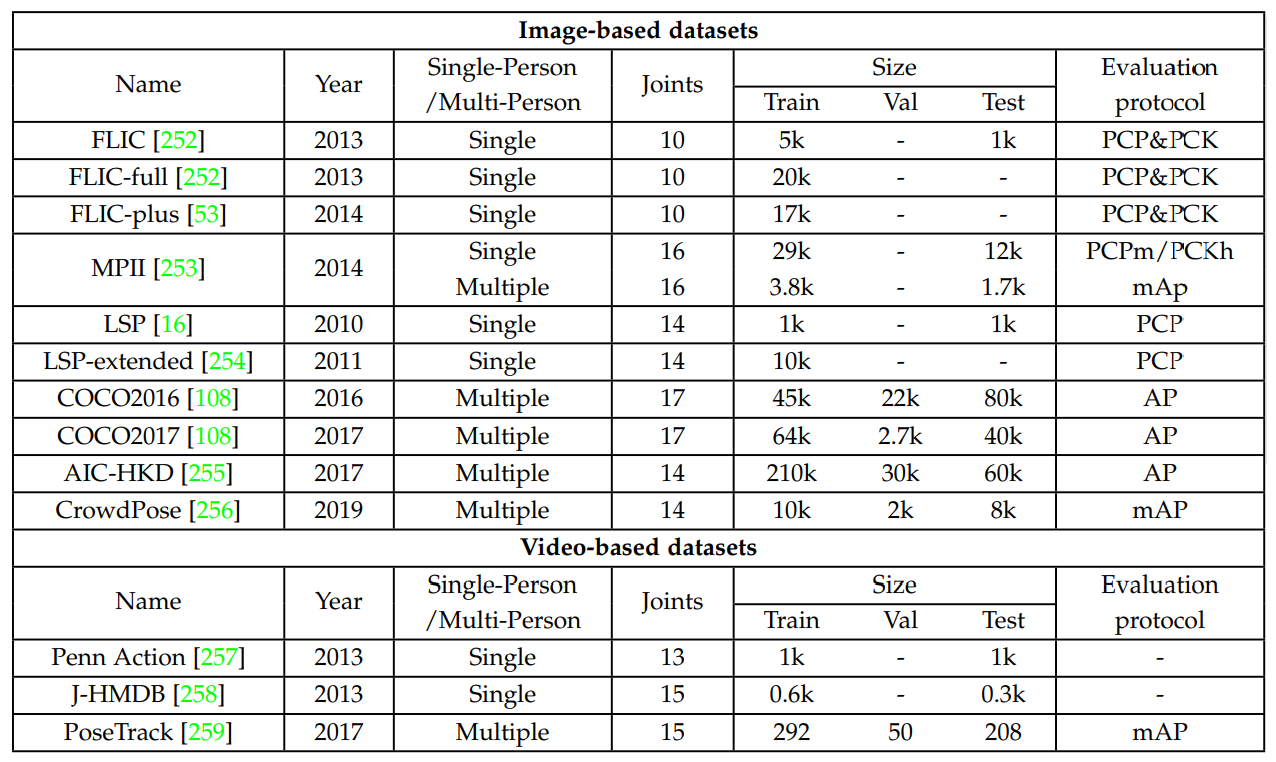 Image-based datasets
Name Year Single-Person /Multi-Person Joints Size Evaluation protocol
Train Val Test
FLIC [252] 2013 Single 10 5k - 1k PCP&PCK
FLIC-full [252] 2013 Single 10 20k - - PCP&PCK
FLIC-plus [53] 2014 Single 10 17k - - PCP&PCK
MPII [253] 2014 Single 16 29k - 12k PCPm/PCKh
Multiple 16 3.8k - 1.7k mAp
LSP [16] 2010 Single 14 1k - 1k PCP
LSP-extended [254] 2011 Single 14 10k - - PCP
COCO2016 [108] 2016 Multiple 17 45k 22k 80k AP
COCO2017 [108] 2017 Multiple 17 64k 2.7k 40k AP
AIC-HKD [255] 2017 Multiple 14 210k 30k 60k AP
CrowdPose [256] 2019 Multiple 14 10k 2k 8k mAP
Video-based datasets
Name Year Single-Person /Multi-Person Joints Size Evaluation protocol
Train Val Test
Penn Action [257] 2013 Single 13 1k - 1k -
J-HMDB [258] 2013 Single 15 0.6k - 0.3k -
PoseTrack [259] 2017 Multiple 15 292 50 208 mAP